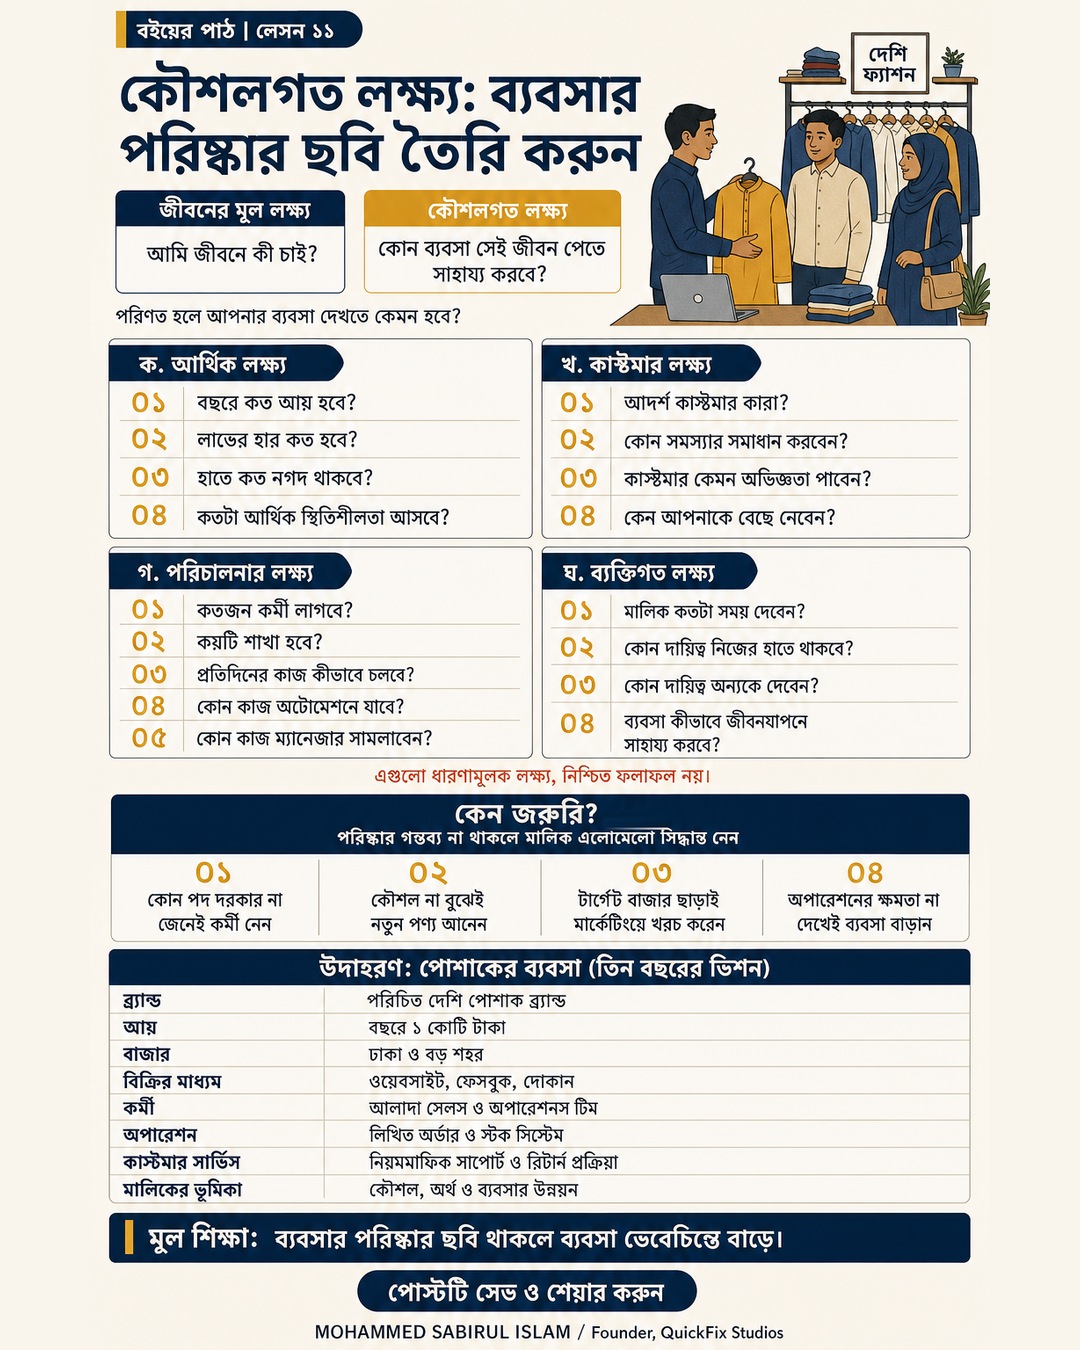 বইয়ের পাঠ | লেসন ১১
দেশি
ফ্যাশন
কৌশলগত লক্ষ্য: ব্যবসার
পরিষ্কার ছবি তৈরি করুন
জীবনের মূল লক্ষ্য
আমি জীবনে কী চাই?
কৌশলগত লক্ষ্য
কোন ব্যবসা সেই জীবন পেতে
সাহায্য করবে?
পরিণত হলে আপনার ব্যবসা দেখতে কেমন হবে?
ক. আর্থিক লক্ষ্য
০১ বছরে কত আয় হবে?
০২ লাভের হার কত হবে?
০৩ হাতে কত নগদ থাকবে?
০৪ কতটা আর্থিক স্থিতিশীলতা আসবে?
খ. কাস্টমার লক্ষ্য
০১ আদর্শ কাস্টমার কারা?
০২ কোন সমস্যার সমাধান করবেন?
০৩ কাস্টমার কেমন অভিজ্ঞতা পাবেন?
০৪ কেন আপনাকে বেছে নেবেন?
গ. পরিচালনার লক্ষ্য
০১ কতজন কর্মী লাগবে?
০২ কয়টি শাখা হবে?
০৩ প্রতিদিনের কাজ কীভাবে চলবে?
০৪ কোন কাজ অটোমেশনে যাবে?
০৫ কোন কাজ ম্যানেজার সামলাবেন?
ঘ. ব্যক্তিগত লক্ষ্য
০১ মালিক কতটা সময় দেবেন?
০২ কোন দায়িত্ব নিজের হাতে থাকবে?
০৩ কোন দায়িত্ব অন্যকে দেবেন?
০৪ ব্যবসা কীভাবে জীবনযাপনে
সাহায্য করবে?
এগুলো ধারণামূলক লক্ষ্য, নিশ্চিত ফলাফল নয়।
কেন জরুরি?
পরিষ্কার গন্তব্য না থাকলে মালিক এলোমেলো সিদ্ধান্ত নেন
০১
কোন পদ দরকার না
জেনেই কর্মী নেন
০২
কৌশল না বুঝেই
নতুন পণ্য আনেন
০৩
টার্গেট বাজার ছাড়াই
মার্কেটিংয়ে খরচ করেন
০৪
অপারেশনের ক্ষমতা না
দেখেই ব্যবসা বাড়ান
উদাহরণ: পোশাকের ব্যবসা (তিন বছরের ভিশন)
ব্র্যান্ড পরিচিত দেশি পোশাক ব্র্যান্ড
আয় বছরে ১ কোটি টাকা
বাজার ঢাকা ও বড় শহর
বিক্রির মাধ্যম ওয়েবসাইট, ফেসবুক, দোকান
কর্মী আলাদা সেলস ও অপারেশনস টিম
অপারেশন লিখিত অর্ডার ও স্টক সিস্টেম
কাস্টমার সার্ভিস নিয়মমাফিক সাপোর্ট ও রিটার্ন প্রক্রিয়া
মালিকের ভূমিকা কৌশল, অর্থ ও ব্যবসার উন্নয়ন
মূল শিক্ষা: ব্যবসার পরিষ্কার ছবি থাকলে ব্যবসা ভেবেচিন্তে বাড়ে।
পোস্টটি সেভ ও শেয়ার করুন
MOHAMMED SABIRUL ISLAM / Founder, QuickFix Studios